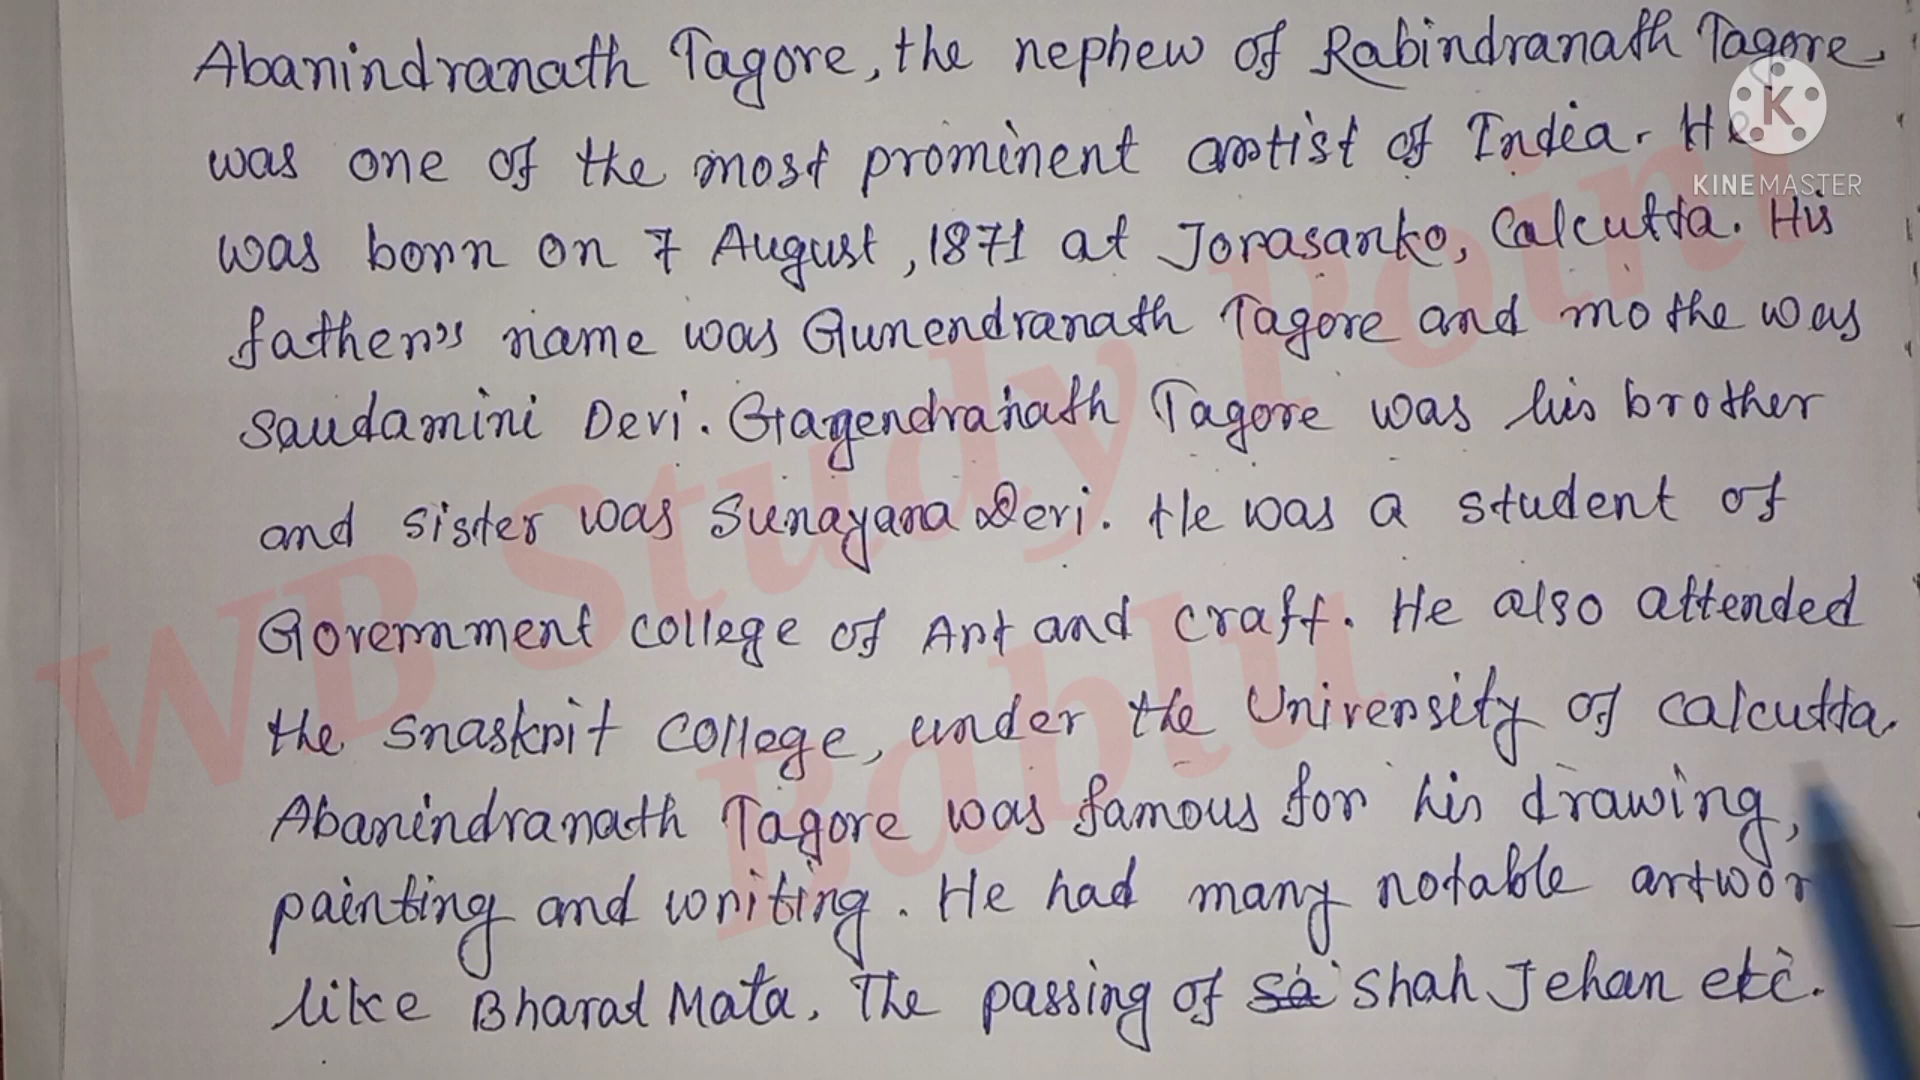 Abanindranath Tagore, the nephew of Rabindranath Tagore,
was one of the most prominent artist of India. He
KINEMASTER
was born on 7 August, 1871 at Jorasanko, Calcutta. His
father's name was Gunendranath Tagore and mothe was
Saudamini Devi. Gagendranath Tagore was his brother
and sister was Sunayana Devi. He was a student of
Government college of Art and craft. He also attended
the Snaskrit College, under the University of Calcutta.
Abanindranath Tagore was famous for his drawing,
painting and writing. He had many notable artwor
like Bharat Mata, The passing of Sa Shah Jehan etc.
WB Study Point
Bablu